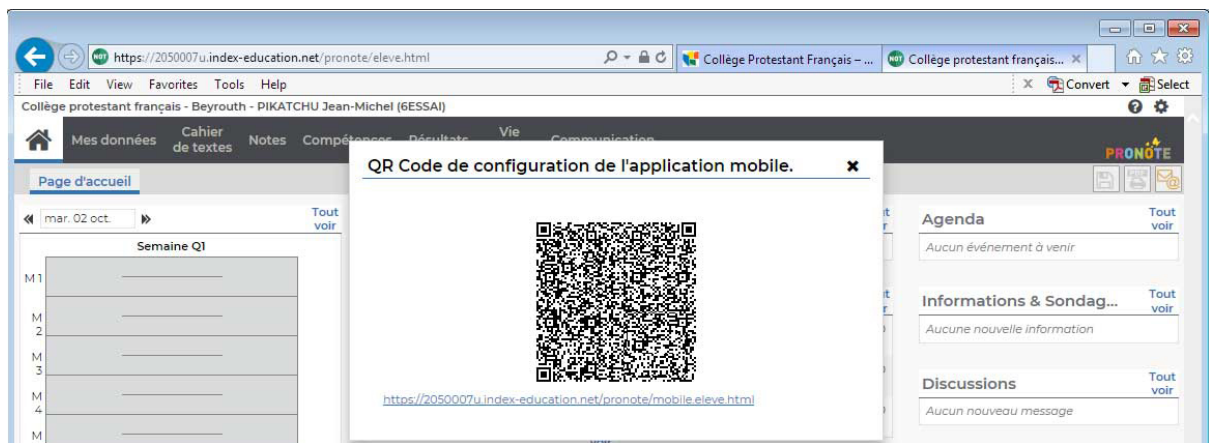 https://2050007u.index-education.net/pronote/eleve.html
Collège Protestant Français – ...
Collège protestant français...
File Edit View Favorites Tools Help
Convert
Select
Collège protestant français - Beyrouth - PIKATCHU Jean-Michel (6ESSAI)
Mes données
Cahier
de textes
Notes
Compétences
Résultats
Vie
Communication
PRONOTE
Page d'accueil
QR Code de configuration de l'application mobile.
mar. 02 oct.
Tout
voir
Semaine Q1
M 1
M
2
M
3
M
4
M
https://2050007u.index-education.net/pronote/mobile.eleve.html
voir
Agenda
Tout
voir
Aucun événement à venir
Informations & Sondag...
Tout
voir
Aucune nouvelle information
Discussions
Tout
voir
Aucun nouveau message